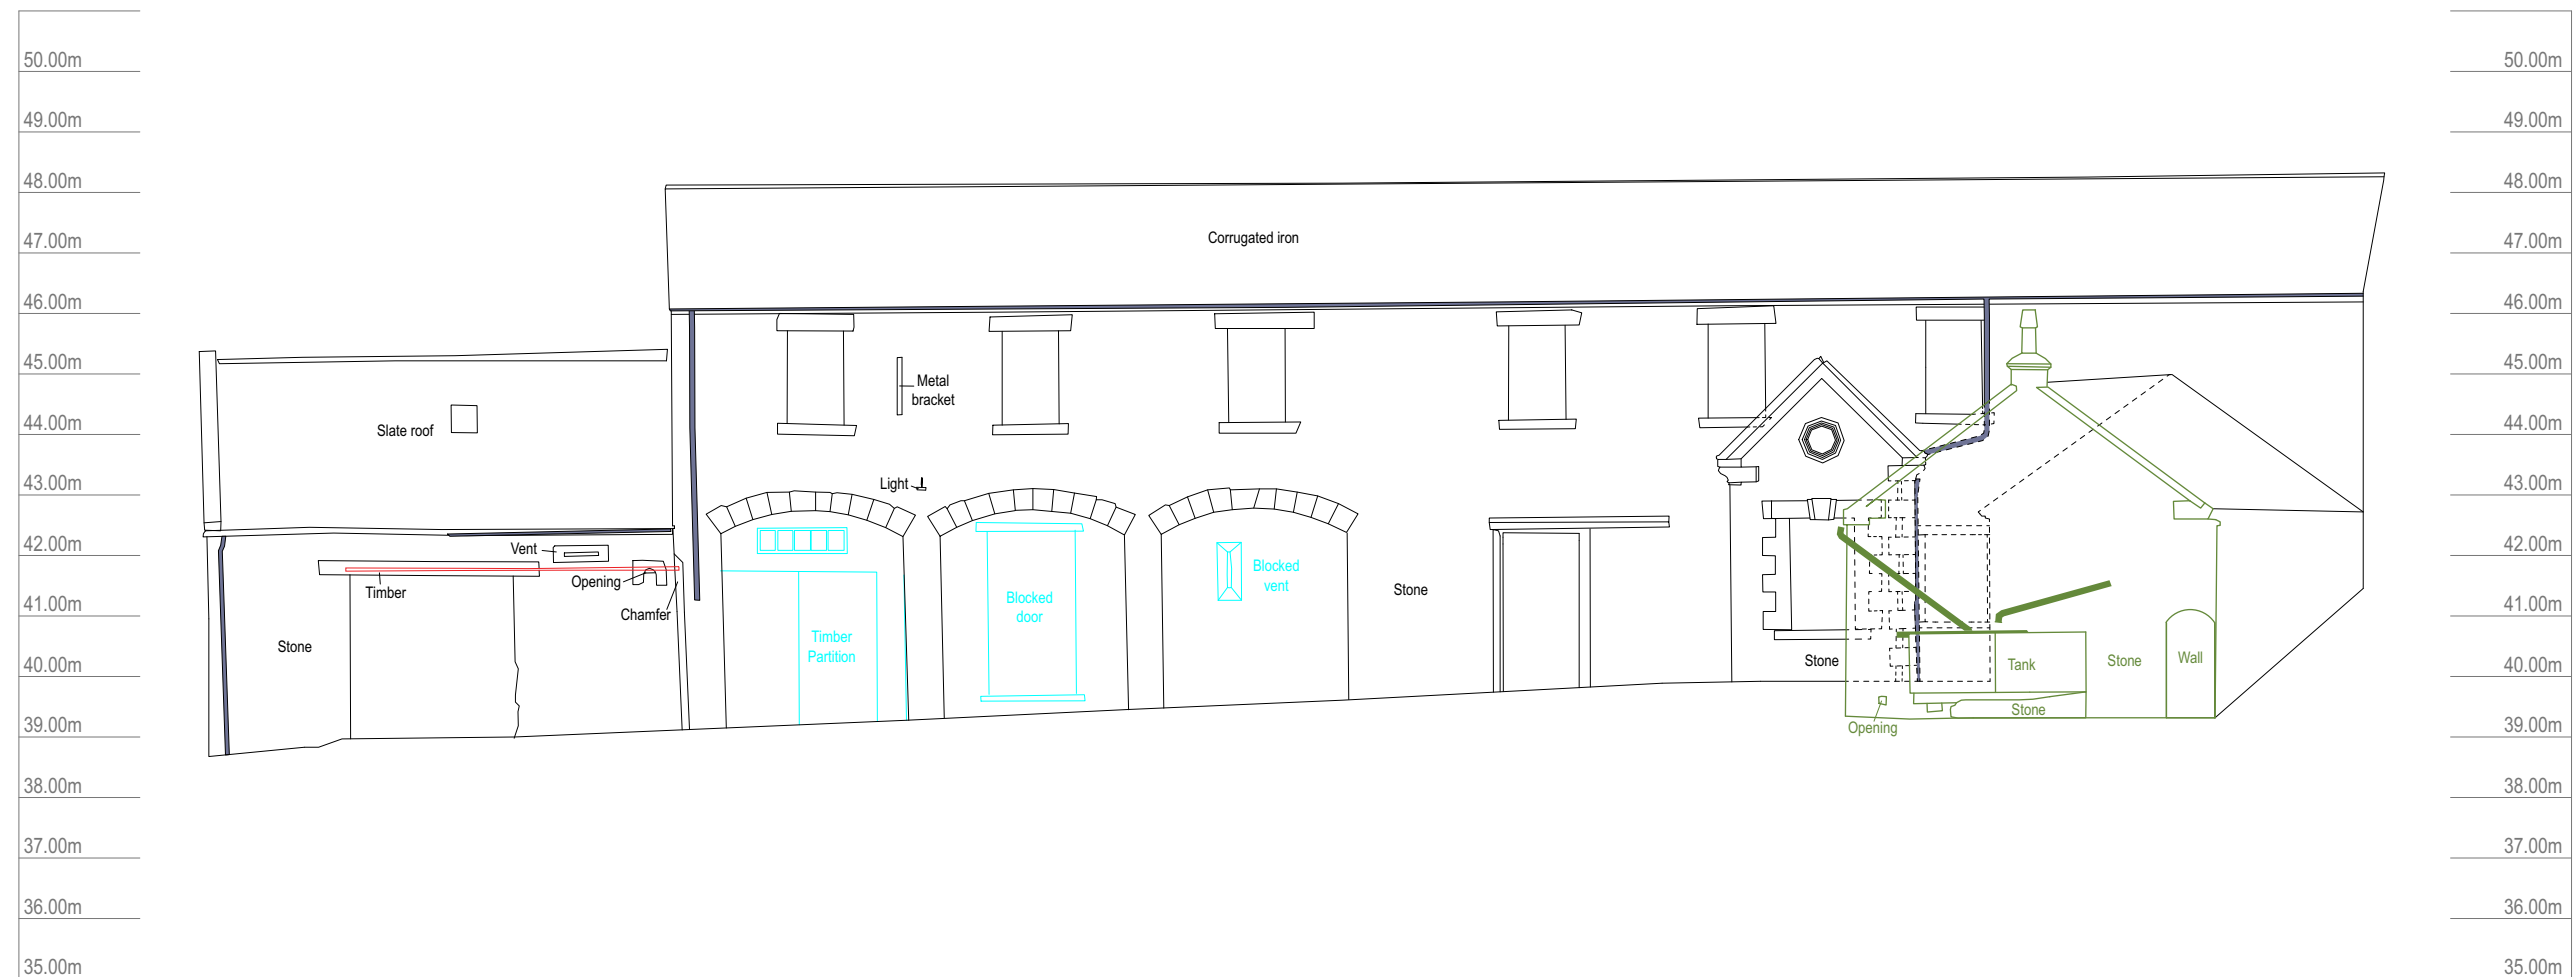 50.00m
50.00m
49.00m
49.00m
48.00m
48.00m
47.00m
Corrugated iron
47.00m
46.00m
46.00m
45.00m
45.00m
Metal
bracket
44.00m
Slate roof
44.00m
43.00m
Light
43.00m
42.00m
Vent
42.00m
Opening
Timber
Blocked
vent
Stone
41.00m
Chamfer
Blocked
door
41.00m
40.00m
Stone
Timber
Partition
Stone
Tank
Stone
Wall
40.00m
39.00m
Stone
Opening
39.00m
38.00m
38.00m
37.00m
37.00m
36.00m
36.00m
35.00m
35.00m